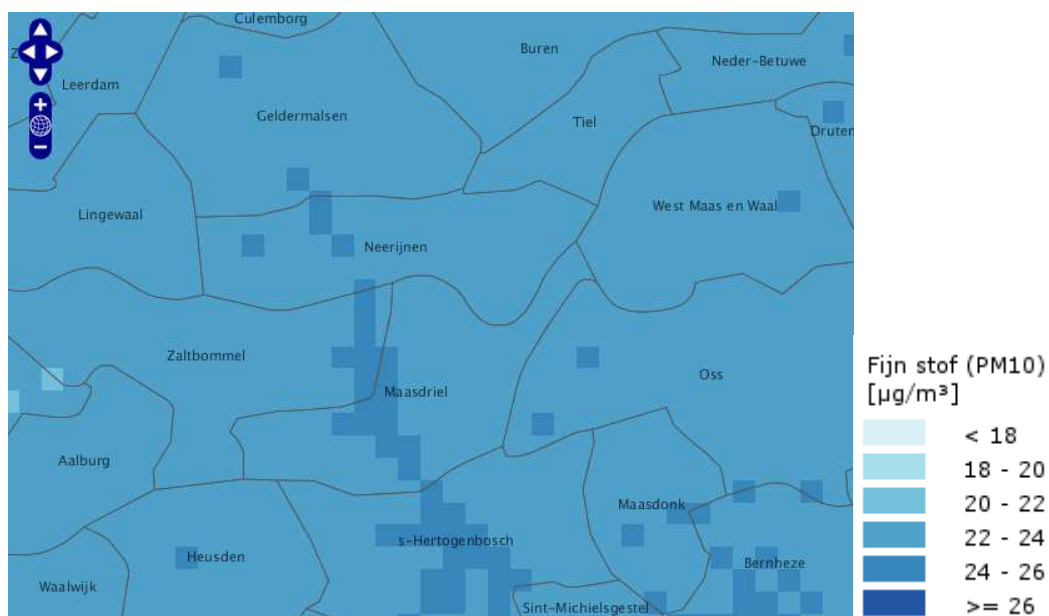 Culemborg
Z
Buren
Neder-Betuwe
Leerdam
Geldermalsen
Tiel
Druten
Lingewaal
West Maas en Waal
Neerijnen
Zaltbommel
Oss
Maasdriel
Aalburg
Maasdonk
s-Hertogenbosch
Heusden
Bernheze
Waalwijk
Sint-Michielsgestel
Fijn stof (PM10)
[µg/m³]
< 18
18 - 20
20 - 22
22 - 24
24 - 26
>= 26